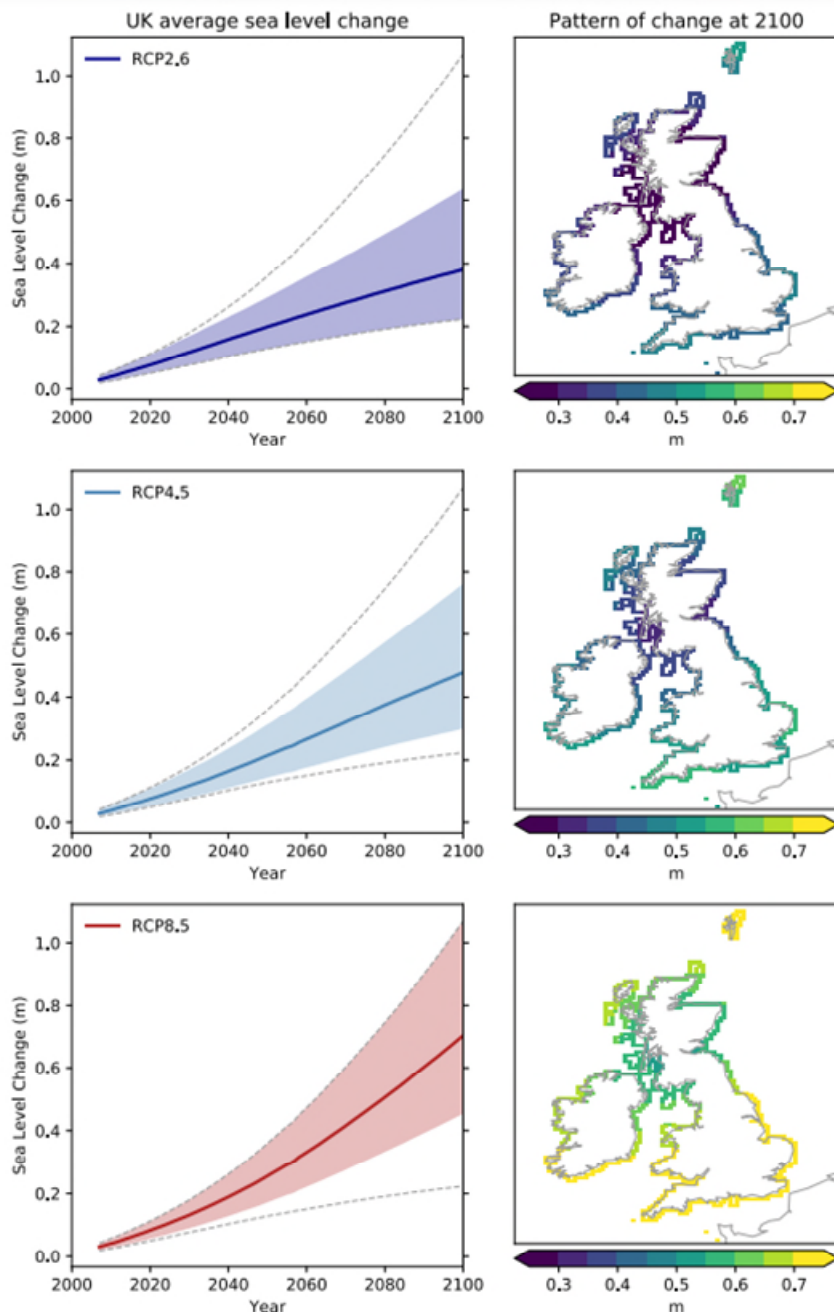 UK average sea level change
Pattern of change at 2100
RCP2.6
Sea Level Change (m)
1.0
0.8
0.6
0.4
0.2
0.0
2000 2020 2040 2060 2080 2100
Year
0.3 0.4 0.5 0.6 0.7
m
RCP4.5
Sea Level Change (m)
1.0
0.8
0.6
0.4
0.2
0.0
2000 2020 2040 2060 2080 2100
Year
0.3 0.4 0.5 0.6 0.7
m
RCP8.5
Sea Level Change (m)
1.0
0.8
0.6
0.4
0.2
0.0
2000 2020 2040 2060 2080 2100
Year
0.3 0.4 0.5 0.6 0.7
m